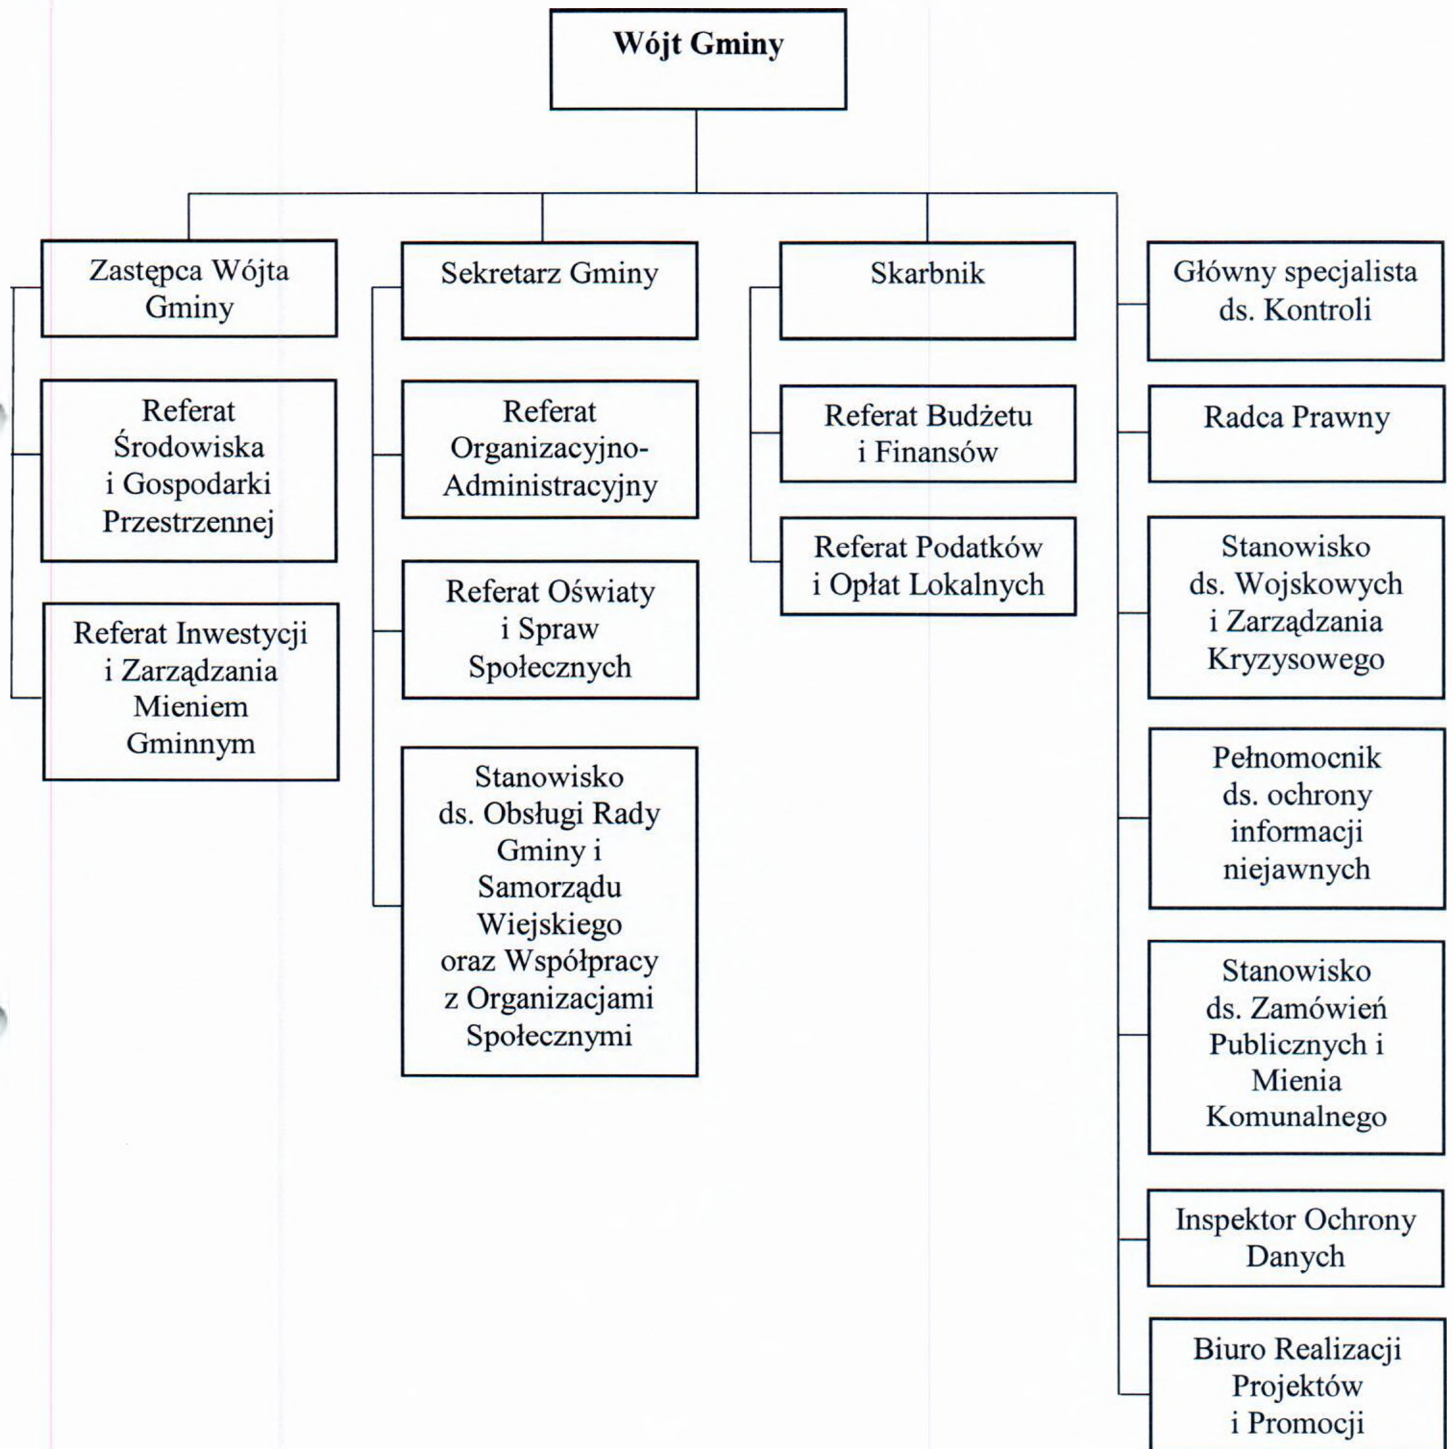 Wójt Gminy
Zastępca Wójta
Gminy
Referat
Środowiska
i Gospodarki
Przestrzennej
Referat Inwestycji
i Zarządzania
Mieniem
Gminnym
Sekretarz Gminy
Referat
Organizacyjno-
Administracyjny
Referat Oświaty
i Spraw
Społecznych
Stanowisko
ds. Obsługi Rady
Gminy i
Samorządu
Wiejskiego
oraz Współpracy
z Organizacjami
Społecznymi
Skarbnik
Referat Budżetu
i Finansów
Referat Podatków
i Opłat Lokalnych
Główny specjalista
ds. Kontroli
Radca Prawny
Stanowisko
ds. Wojskowych
i Zarządzania
Kryzysowego
Pełnomocnik
ds. ochrony
informacji
niejawnych
Stanowisko
ds. Zamówień
Publicznych i
Mienia
Komunalnego
Inspektor Ochrony
Danych
Biuro Realizacji
Projektów
i Promocji